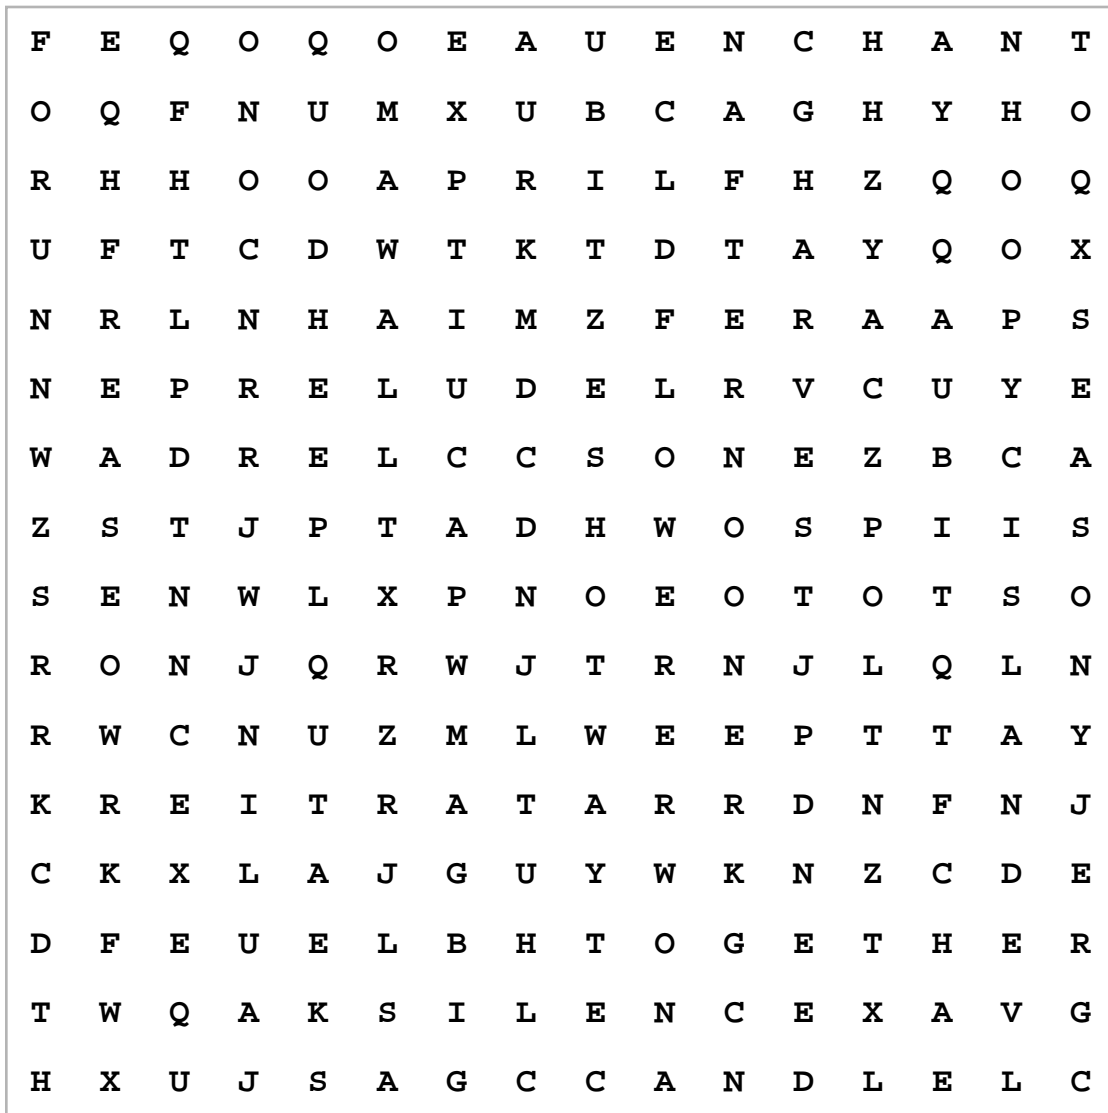 F E Q O Q O E A U E N C H A N T
O Q F N U M X U B C A G H Y H O
R H H O O A P R I L F H Z Q O Q
U F T C D W T K T D T A Y Q O X
N R L N H A I M Z F E R A A P S
N E P R E L U D E L R V C U Y E
W A D R E L C C S O N E Z B C A
Z S T J P T A D H W O S P I I S
S E N W L X P N O E O T O T S O
R O N J Q R W J T R N J L Q L N
R W C N U Z M L W E E P T T A Y
K R E I T R A T A R R D N F N J
C K X L A J G U Y W K N Z C D E
D F E U E L B H T O G E T H E R
T W Q A K S I L E N C E X A V G
H X U J S A G C C A N D L E L C